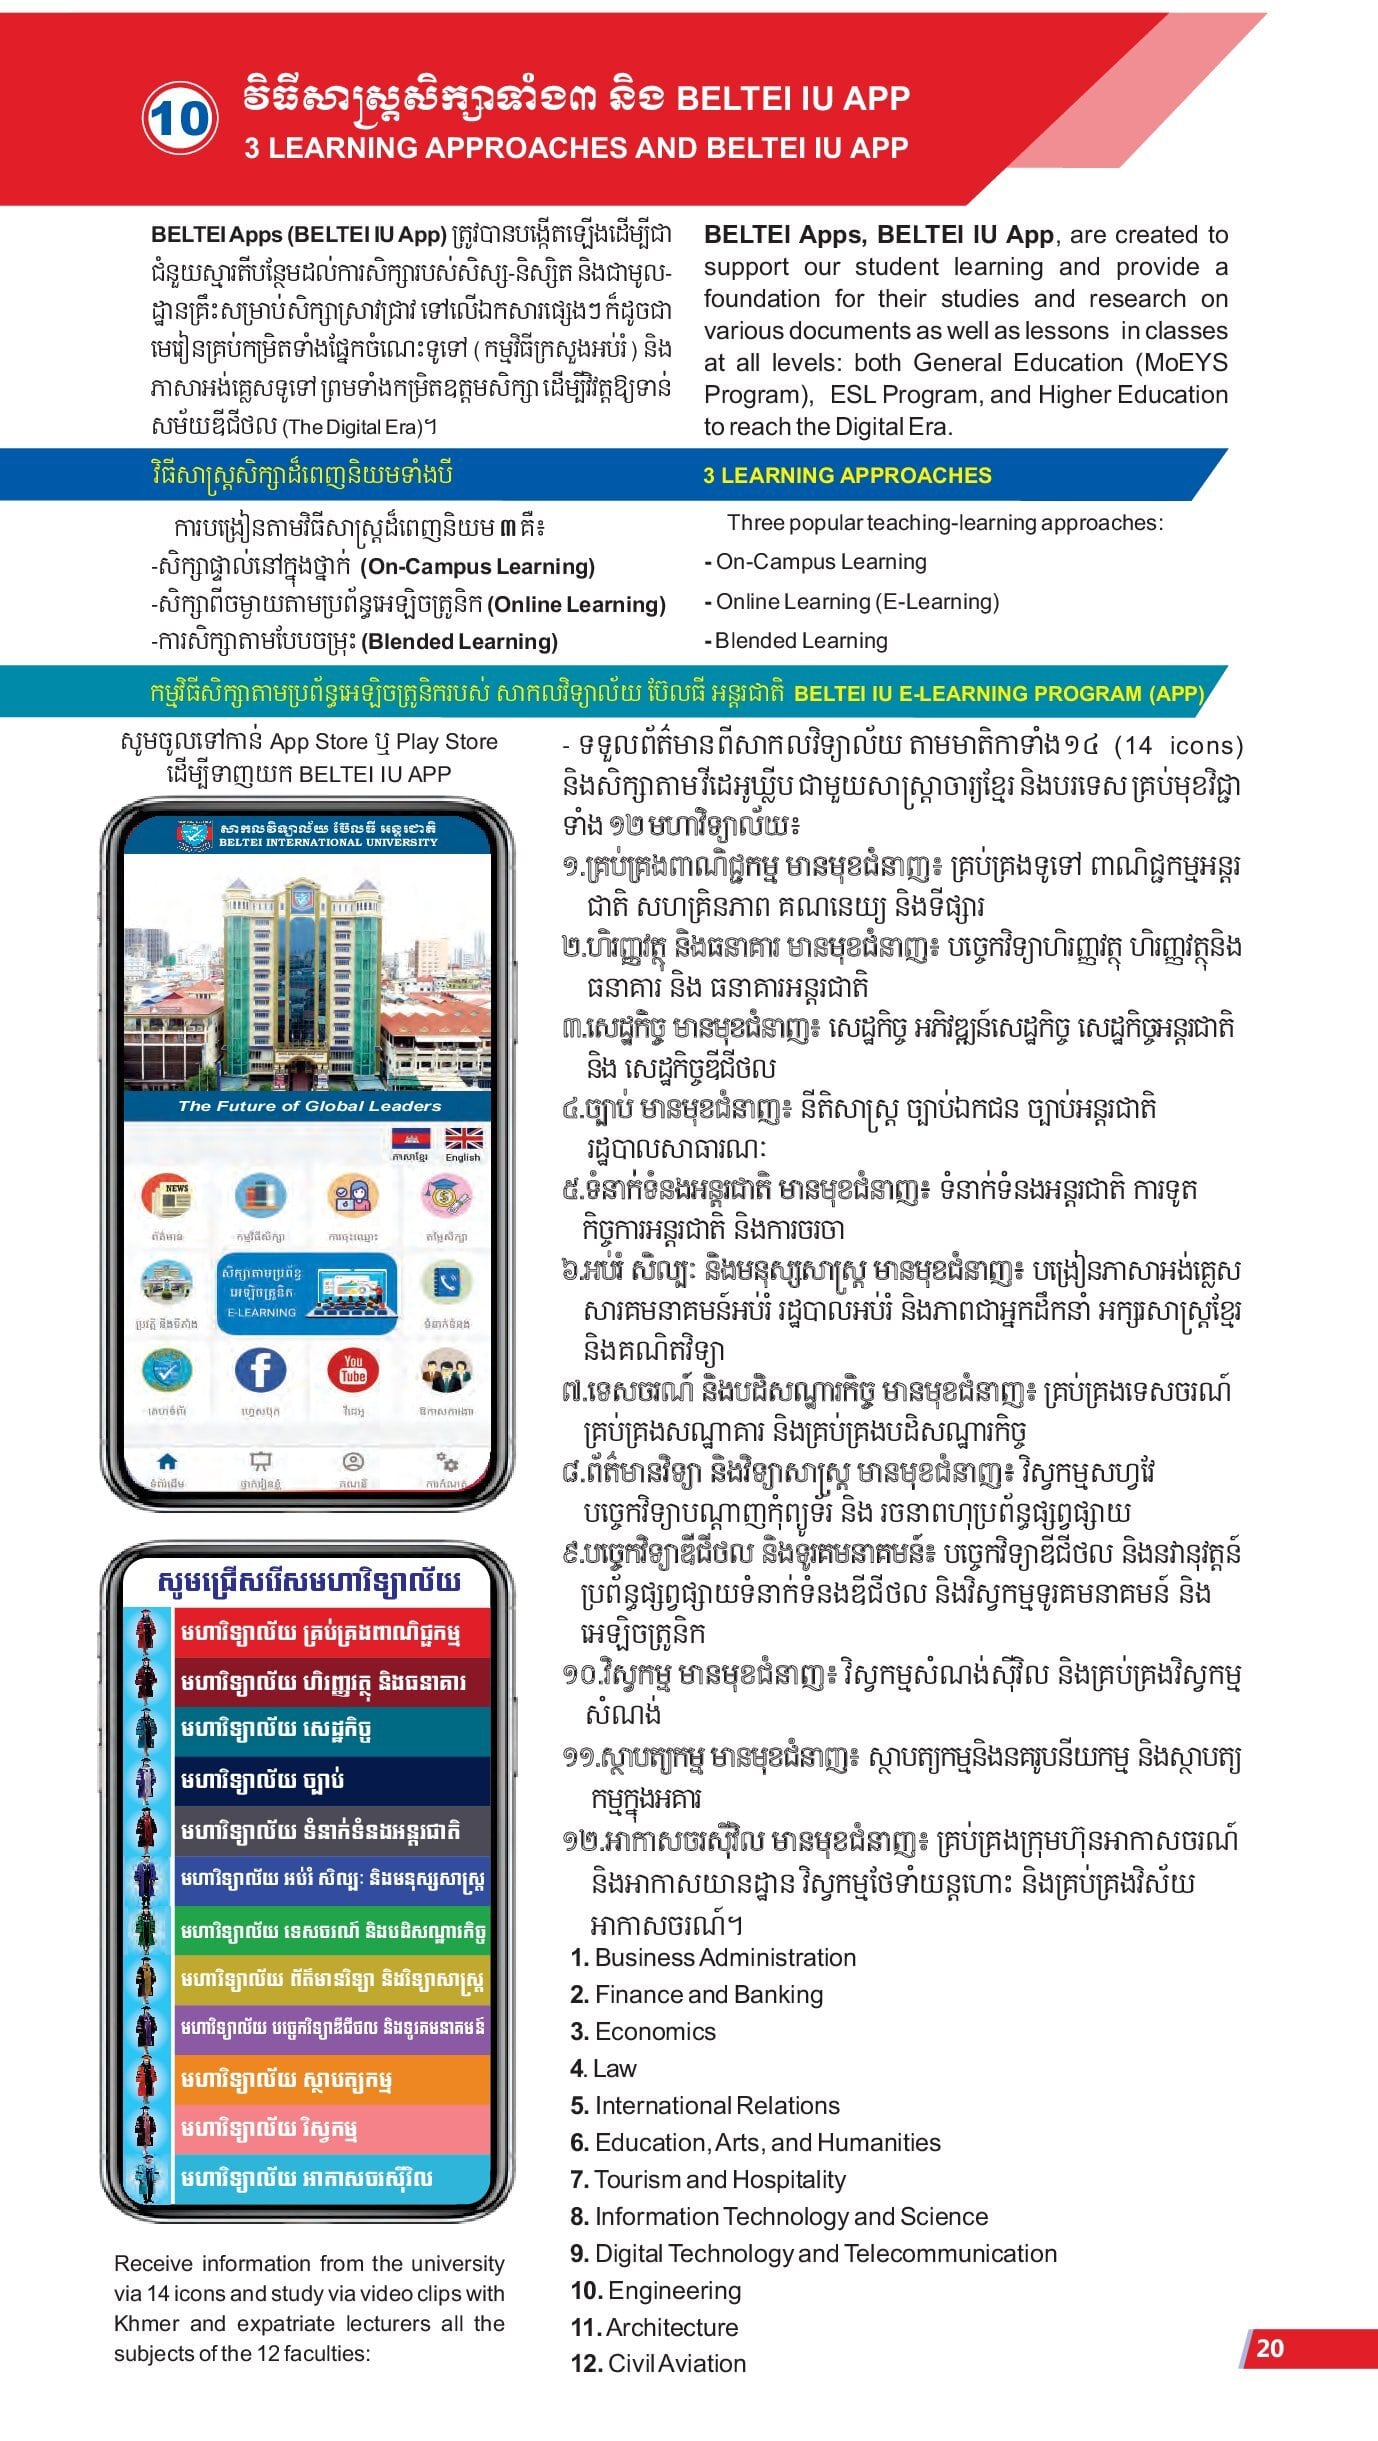 10
វិធីសាស្ត្រសិក្សាទាំង៣ និង BELTEI IU APP
3 LEARNING APPROACHES AND BELTEI IU APP
BELTEI Apps (BELTEI IU App) ត្រូវបានបង្កើតឡើងដើម្បីជា
ជំនួយស្មារតីបន្ថែមដល់ការសិក្សារបស់សិស្ស-និស្សិត និងជាមូល-
ដ្ឋានគ្រឹះសម្រាប់សិក្សាស្រាវជ្រាវ ទៅលើឯកសារផ្សេងៗ ក៏ដូចជា
មេរៀនគ្រប់កម្រិតទាំងផ្នែកចំណេះទូទៅ ( កម្មវិធីក្រសួងអប់រំ ) និង
ភាសាអង់គ្លេសទូទៅ ព្រមទាំងកម្រិតឧត្តមសិក្សា ដើម្បីវិវត្តឱ្យទាន់
សម័យឌីជីថល (The Digital Era)។
BELTEI Apps, BELTEI IU App, are created to
support our student learning and provide a
foundation for their studies and research on
various documents as well as lessons in classes
at all levels: both General Education (MoEYS
Program), ESL Program, and Higher Education
to reach the Digital Era.
វិធីសាស្ត្រសិក្សាដ៏ពេញនិយមទាំងបី
3 LEARNING APPROACHES
ការបង្រៀនតាមវិធីសាស្ត្រដ៏ពេញនិយម ៣ គឺ៖
-សិក្សាផ្ទាល់នៅក្នុងថ្នាក់ (On-Campus Learning)
-សិក្សាពីចម្ងាយតាមប្រព័ន្ធអេឡិចត្រូនិក (Online Learning)
-ការសិក្សាតាមបែបចម្រុះ (Blended Learning)
Three popular teaching-learning approaches:
- On-Campus Learning
- Online Learning (E-Learning)
- Blended Learning
កម្មវិធីសិក្សាតាមប្រព័ន្ធអេឡិចត្រូនិករបស់ សាកលវិទ្យាល័យ ប៊ែលធី អន្តរជាតិ BELTEI IU E-LEARNING PROGRAM (APP)
សូមចូលទៅកាន់ App Store ឬ Play Store
ដើម្បីទាញយក BELTEI IU APP
សាកលវិទ្យាល័យ ប៊ែលធី អន្តរជាតិ
BELTEI INTERNATIONAL UNIVERSITY
The Future of Global Leaders
ភាសាខ្មែរ English
NEWS
ព័ត៌មាន កម្មវិធីសិក្សា ការចុះឈ្មោះ តម្លៃសិក្សា
សិក្សាតាមប្រព័ន្ធ
អេឡិចត្រូនិក
E-LEARNING
ប្រវត្តិ និងទីតាំង ទំនាក់ទំនង
You
Tube
គេហទំព័រ ហ្វេសប៊ុក វីដេអូ ឱកាសការងារ
ទំព័រដើម ថ្នាក់រៀនខ្ញុំ គណនី ការកំណត់
សូមជ្រើសរើសមហាវិទ្យាល័យ
មហាវិទ្យាល័យ គ្រប់គ្រងពាណិជ្ជកម្ម
មហាវិទ្យាល័យ ហិរញ្ញវត្ថុ និងធនាគារ
មហាវិទ្យាល័យ សេដ្ឋកិច្ច
មហាវិទ្យាល័យ ច្បាប់
មហាវិទ្យាល័យ ទំនាក់ទំនងអន្តរជាតិ
មហាវិទ្យាល័យ អប់រំ សិល្បៈ និងមនុស្សសាស្ត្រ
មហាវិទ្យាល័យ ទេសចរណ៍ និងបដិសណ្ឋារកិច្ច
មហាវិទ្យាល័យ ព័ត៌មានវិទ្យា និងវិទ្យាសាស្ត្រ
មហាវិទ្យាល័យ បច្ចេកវិទ្យាឌីជីថល និងទូរគមនាគមន៍
មហាវិទ្យាល័យ ស្ថាបត្យកម្ម
មហាវិទ្យាល័យ វិស្វកម្ម
មហាវិទ្យាល័យ អាកាសចរស៊ីវិល
Receive information from the university
via 14 icons and study via video clips with
Khmer and expatriate lecturers all the
subjects of the 12 faculties:
- ទទួលព័ត៌មានពីសាកលវិទ្យាល័យ តាមមាតិកាទាំង១៤ (14 icons)
និងសិក្សាតាមវីដេអូឃ្លីប ជាមួយសាស្ត្រាចារ្យខ្មែរ និងបរទេស គ្រប់មុខវិជ្ជា
ទាំង ១២ មហាវិទ្យាល័យ៖
១.គ្រប់គ្រងពាណិជ្ជកម្ម មានមុខជំនាញ៖ គ្រប់គ្រងទូទៅ ពាណិជ្ជកម្មអន្តរ
ជាតិ សហគ្រិនភាព គណនេយ្យ និងទីផ្សារ
២.ហិរញ្ញវត្ថុ និងធនាគារ មានមុខជំនាញ៖ បច្ចេកវិទ្យាហិរញ្ញវត្ថុ ហិរញ្ញវត្ថុនិង
ធនាគារ និង ធនាគារអន្តរជាតិ
៣.សេដ្ឋកិច្ច មានមុខជំនាញ៖ សេដ្ឋកិច្ច អភិវឌ្ឍន៍សេដ្ឋកិច្ច សេដ្ឋកិច្ចអន្តរជាតិ
និង សេដ្ឋកិច្ចឌីជីថល
៤.ច្បាប់ មានមុខជំនាញ៖ នីតិសាស្ត្រ ច្បាប់ឯកជន ច្បាប់អន្តរជាតិ
រដ្ឋបាលសាធារណៈ
៥.ទំនាក់ទំនងអន្តរជាតិ មានមុខជំនាញ៖ ទំនាក់ទំនងអន្តរជាតិ ការទូត
កិច្ចការអន្តរជាតិ និងការចរចា
៦.អប់រំ សិល្បៈ និងមនុស្សសាស្ត្រ មានមុខជំនាញ៖ បង្រៀនភាសាអង់គ្លេស
សារគមនាគមន៍អប់រំ រដ្ឋបាលអប់រំ និងភាពជាអ្នកដឹកនាំ អក្សរសាស្ត្រខ្មែរ
និងគណិតវិទ្យា
៧.ទេសចរណ៍ និងបដិសណ្ឋារកិច្ច មានមុខជំនាញ៖ គ្រប់គ្រងទេសចរណ៍
គ្រប់គ្រងសណ្ឋាគារ និងគ្រប់គ្រងបដិសណ្ឋារកិច្ច
៨.ព័ត៌មានវិទ្យា និងវិទ្យាសាស្ត្រ មានមុខជំនាញ៖ វិស្វកម្មសហ្វវែ
បច្ចេកវិទ្យាបណ្តាញកុំព្យូទ័រ និង រចនាពហុប្រព័ន្ធផ្សព្វផ្សាយ
៩.បច្ចេកវិទ្យាឌីជីថល និងទូរគមនាគមន៍៖ បច្ចេកវិទ្យាឌីជីថល និងនវានុវត្តន៍
ប្រព័ន្ធផ្សព្វផ្សាយទំនាក់ទំនងឌីជីថល និងវិស្វកម្មទូរគមនាគមន៍ និង
អេឡិចត្រូនិក
១០.វិស្វកម្ម មានមុខជំនាញ៖ វិស្វកម្មសំណង់ស៊ីវិល និងគ្រប់គ្រងវិស្វកម្ម
សំណង់
១១.ស្ថាបត្យកម្ម មានមុខជំនាញ៖ ស្ថាបត្យកម្មនិងនគរូបនីយកម្ម និងស្ថាបត្យ
កម្មក្នុងអគារ
១២.អាកាសចរស៊ីវិល មានមុខជំនាញ៖ គ្រប់គ្រងក្រុមហ៊ុនអាកាសចរណ៍
និងអាកាសយានដ្ឋាន វិស្វកម្មថែទាំយន្តហោះ និងគ្រប់គ្រងវិស័យ
អាកាសចរណ៍។
1. Business Administration
2. Finance and Banking
3. Economics
4. Law
5. International Relations
6. Education, Arts, and Humanities
7. Tourism and Hospitality
8. Information Technology and Science
9. Digital Technology and Telecommunication
10. Engineering
11. Architecture
12. Civil Aviation
20